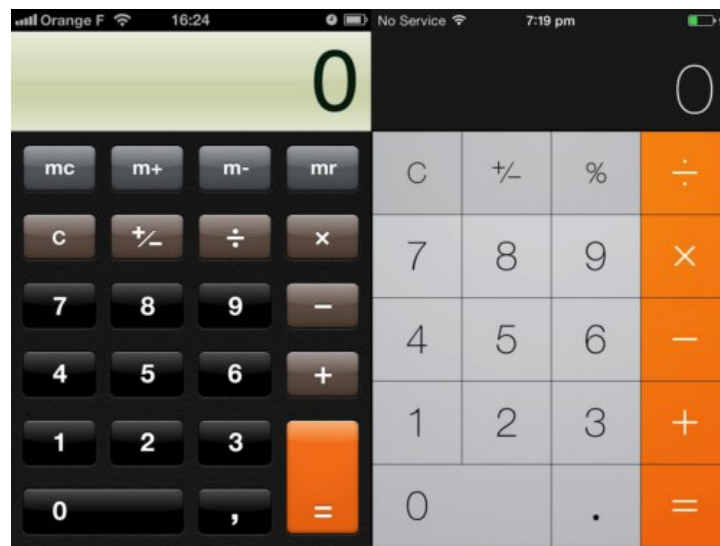 Orange F 16:24
0
mc m+ m- mr
c +/− ÷ ×
7 8 9 −
4 5 6 +
1 2 3
0 , =
No Service 7:19 pm
0
C +/− % ÷
7 8 9 ×
4 5 6 −
1 2 3 +
0 . =